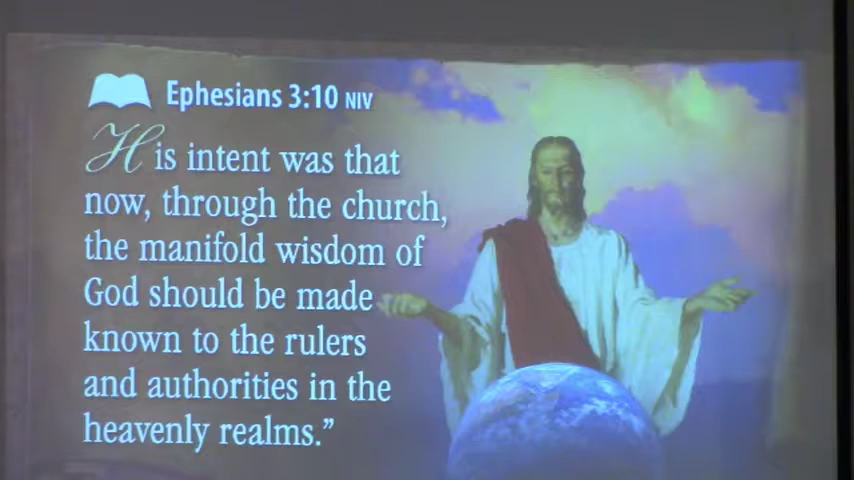 Ephesians 3:10 NIV
His intent was that
now, through the church,
the manifold wisdom of
God should be made
known to the rulers
and authorities in the
heavenly realms.”